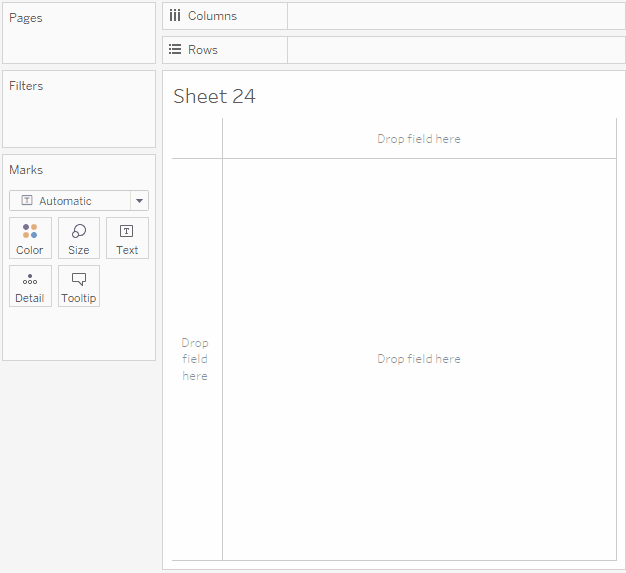 Pages
Columns
Rows
Filters
Sheet 24
Drop field here
Marks
Automatic
Color
Size
Text
Detail
Tooltip
Drop
field
here
Drop field here